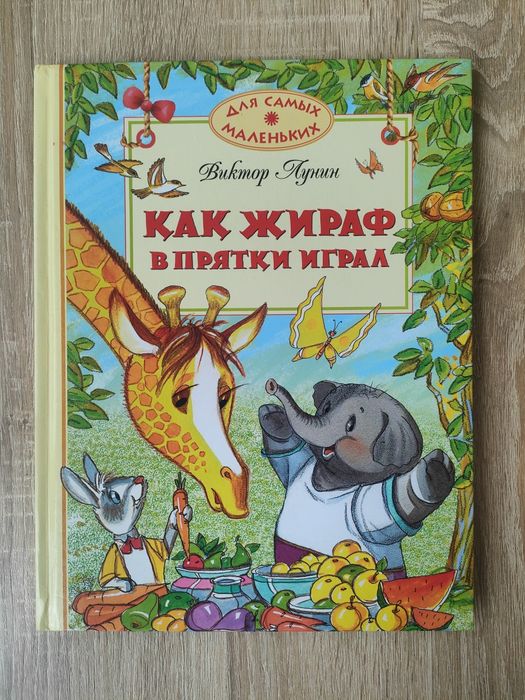 ДЛЯ САМЫХ
МАЛЕНЬКИХ
Виктор Лунин
КАК ЖИРАФ
В ПРЯТКИ ИГРАЛ